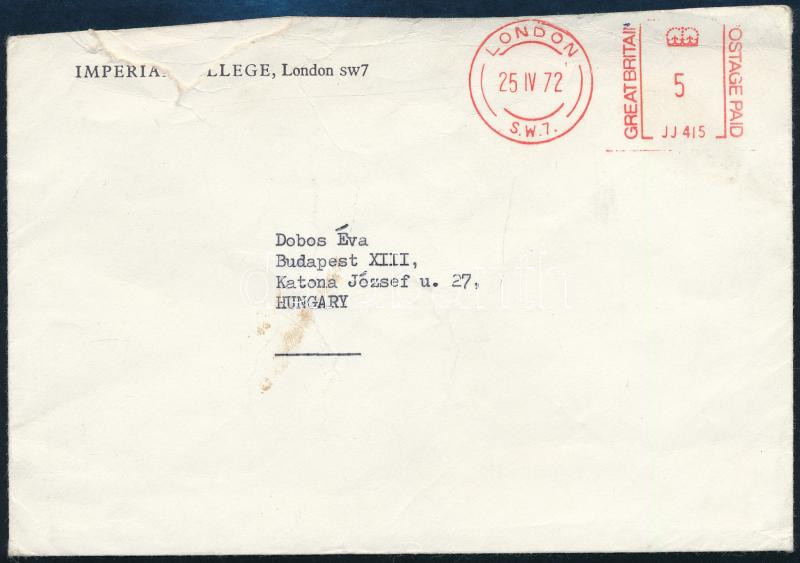 IMPERIA LLEGE, London SW7
LONDON
25 IV 72
S.W.7.
GREAT BRITAIN
5
JJ 415
OSTAGE PAID
Dobos Éva
Budapest XIII,
Katona József u. 27,
HUNGARY